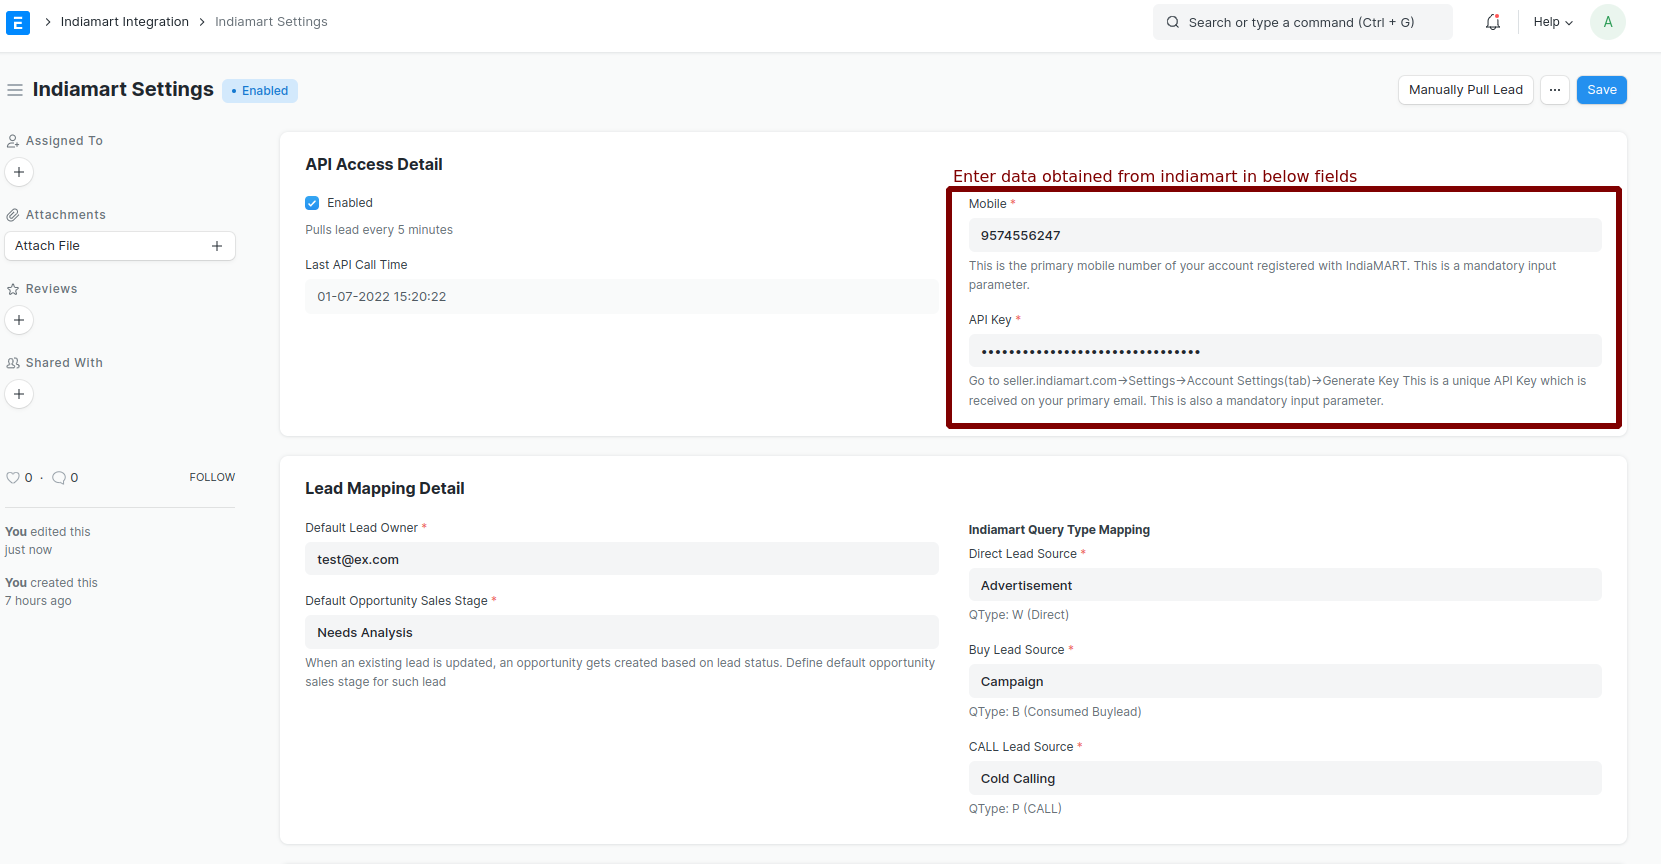 E
Indiamart Integration
Indiamart Settings
Search or type a command (Ctrl + G)
Help
A
Indiamart Settings
• Enabled
Manually Pull Lead
···
Save
Assigned To
+
Attachments
Attach File
+
Reviews
+
Shared With
+
0 · 0
FOLLOW
You edited this
just now
You created this
7 hours ago
API Access Detail
Enabled
Pulls lead every 5 minutes
Last API Call Time
01-07-2022 15:20:22
Enter data obtained from indiamart in below fields
Mobile *
9574556247
This is the primary mobile number of your account registered with IndiaMART. This is a mandatory input
parameter.
API Key *
••••••••••••••••••••••••••••••••
Go to seller.indiamart.com→Settings→Account Settings(tab)→Generate Key This is a unique API Key which is
received on your primary email. This is also a mandatory input parameter.
Lead Mapping Detail
Default Lead Owner *
test@ex.com
Default Opportunity Sales Stage *
Needs Analysis
When an existing lead is updated, an opportunity gets created based on lead status. Define default opportunity
sales stage for such lead
Indiamart Query Type Mapping
Direct Lead Source *
Advertisement
QType: W (Direct)
Buy Lead Source *
Campaign
QType: B (Consumed Buylead)
CALL Lead Source *
Cold Calling
QType: P (CALL)